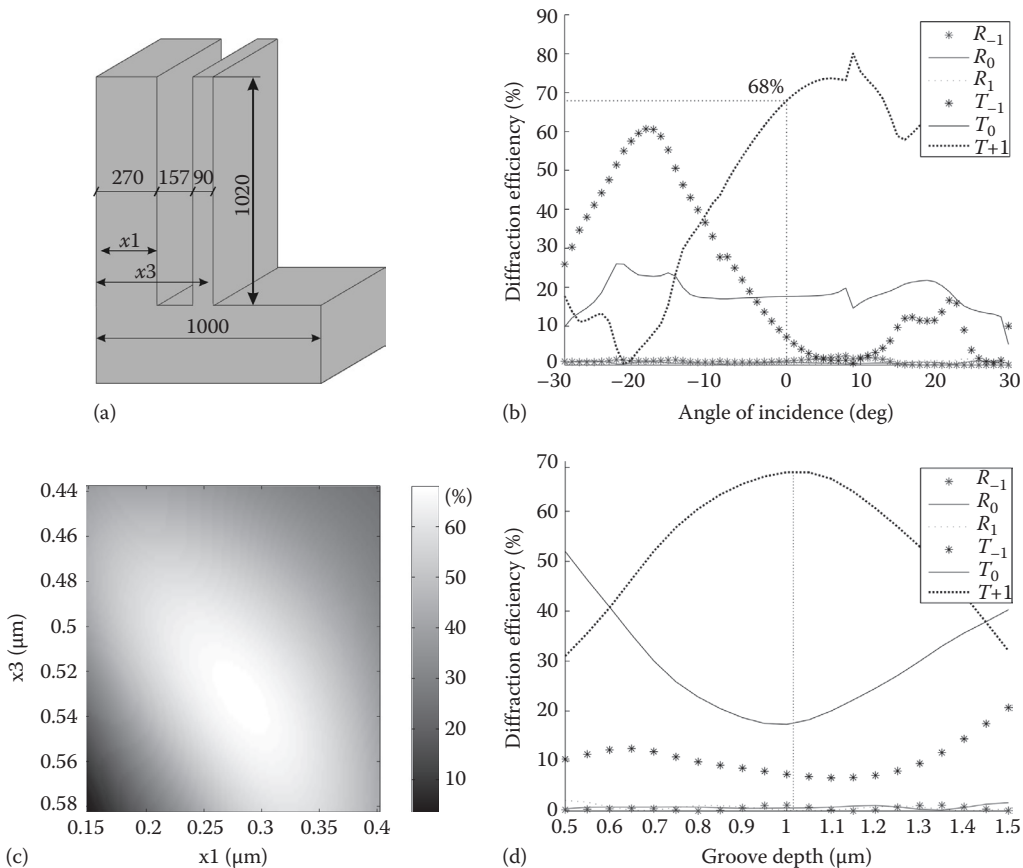 270 157 90
1020
x1
x3
1000
(a)
90
80
70
60
50
40
30
20
10
0
Diffraction efficiency (%)
68%
R−1
R0
R1
T−1
T0
T+1
−30 −20 −10 0 10 20 30
Angle of incidence (deg)
(b)
0.44
0.46
0.48
0.5
0.52
0.54
0.56
0.58
x3 (μm)
0.15 0.2 0.25 0.3 0.35 0.4
x1 (μm)
(%)
60
50
40
30
20
10
(c)
70
60
50
40
30
20
10
0
Diffraction efficiency (%)
R−1
R0
R1
T−1
T0
T+1
0.5 0.6 0.7 0.8 0.9 1 1.1 1.2 1.3 1.4 1.5
Groove depth (μm)
(d)